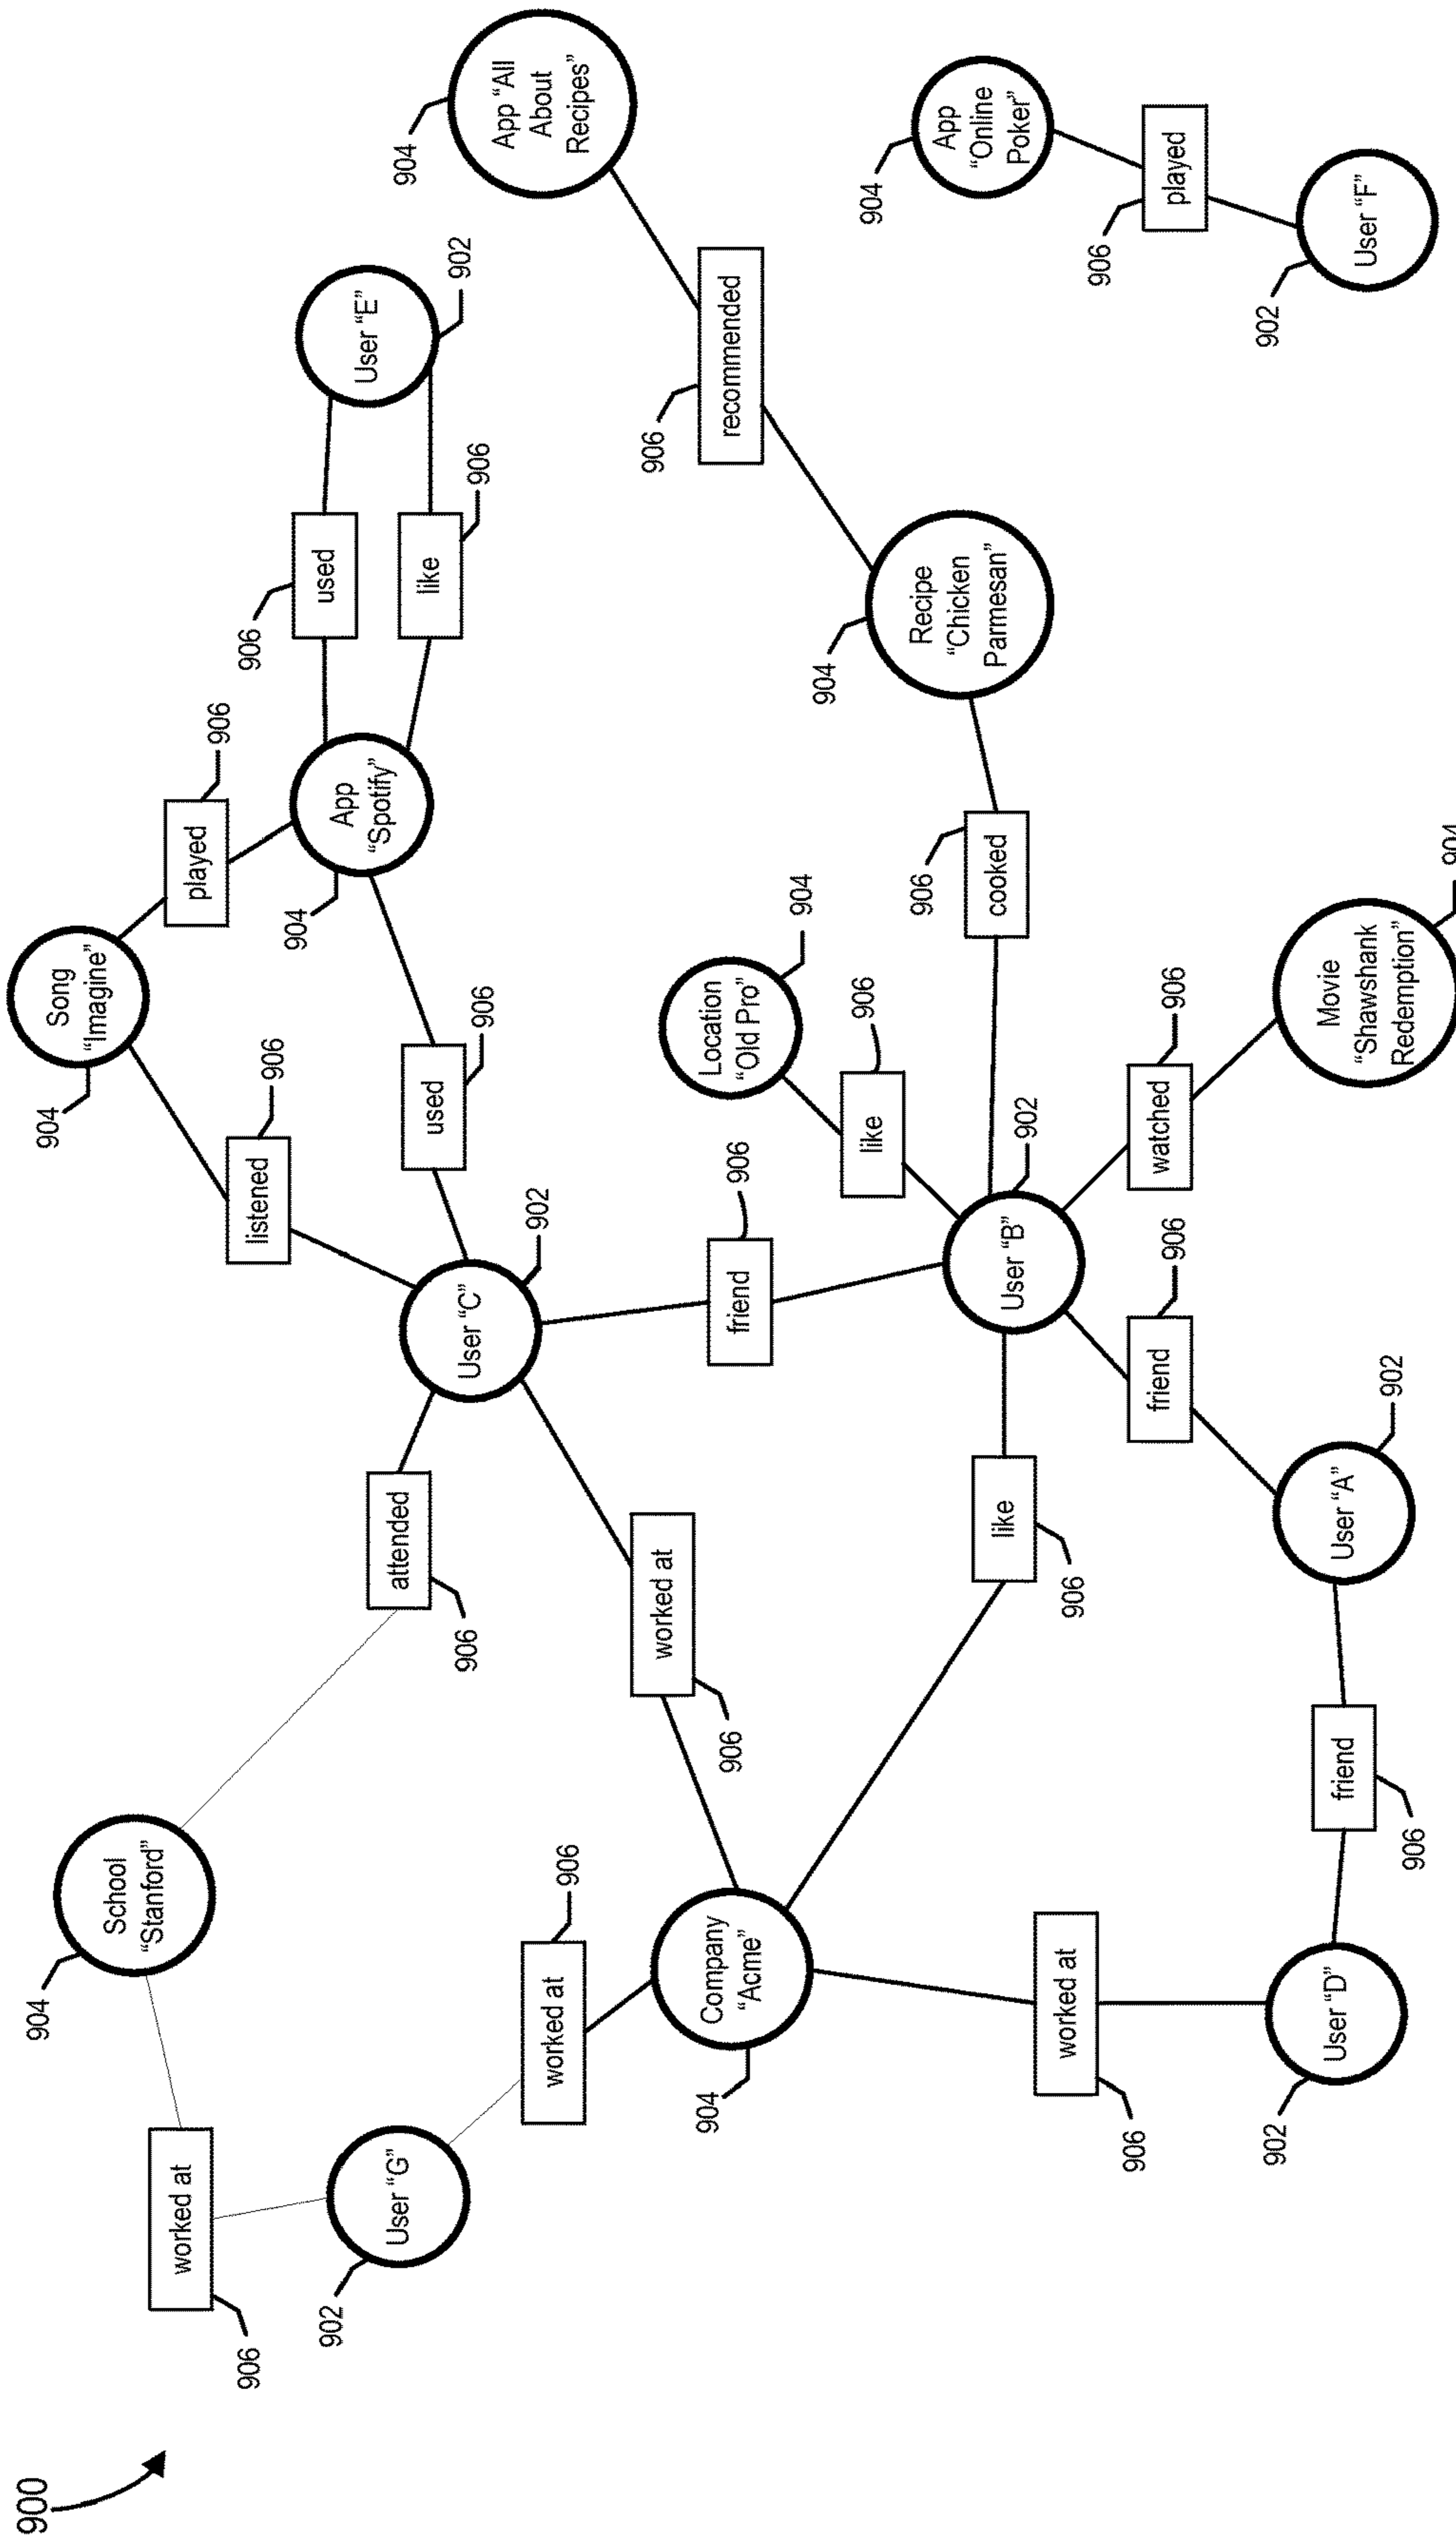 900
904
School
“Stanford”
904
Song
“Imagine”
worked at
906
listened
906
played
906
902
User “G”
attended
906
User “C”
902
used
906
904
App
“Spotify”
906
used
like
906
User “E”
902
904
App “All
About
Recipes”
worked at
906
worked at
906
906
recommended
904
Company
“Acme”
friend
906
Location
“Old Pro”
904
like
906
904
Recipe
“Chicken
Parmesan”
904
App
“Online
Poker”
like
906
User “B”
902
906
cooked
worked at
906
friend
906
watched
906
906
played
902
User “D”
friend
906
User “A”
902
Movie
“Shawshank
Redemption”
904
902
User “F”